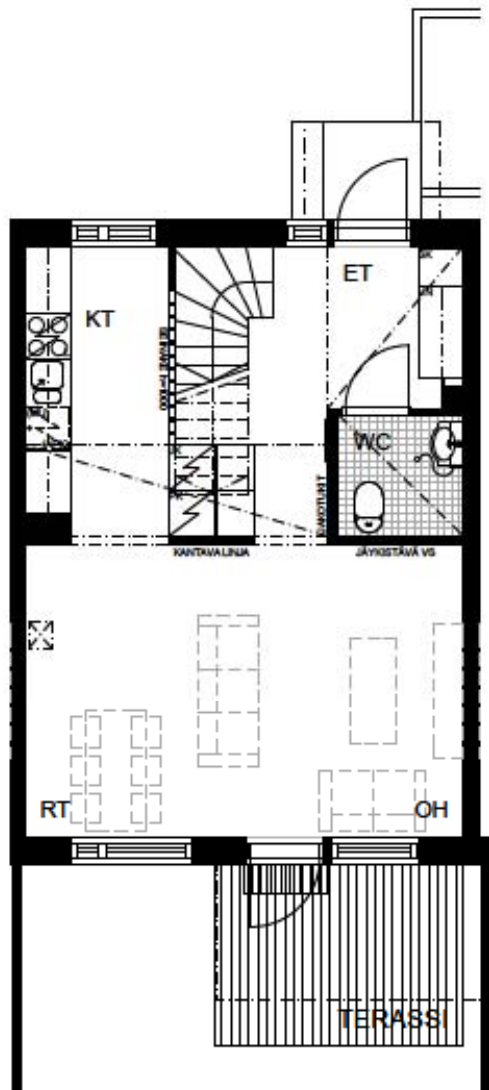 ET
KT
WC
KANTAVA LINJA
JÄYKISTÄVÄ VS
RT
OH
TERASSI